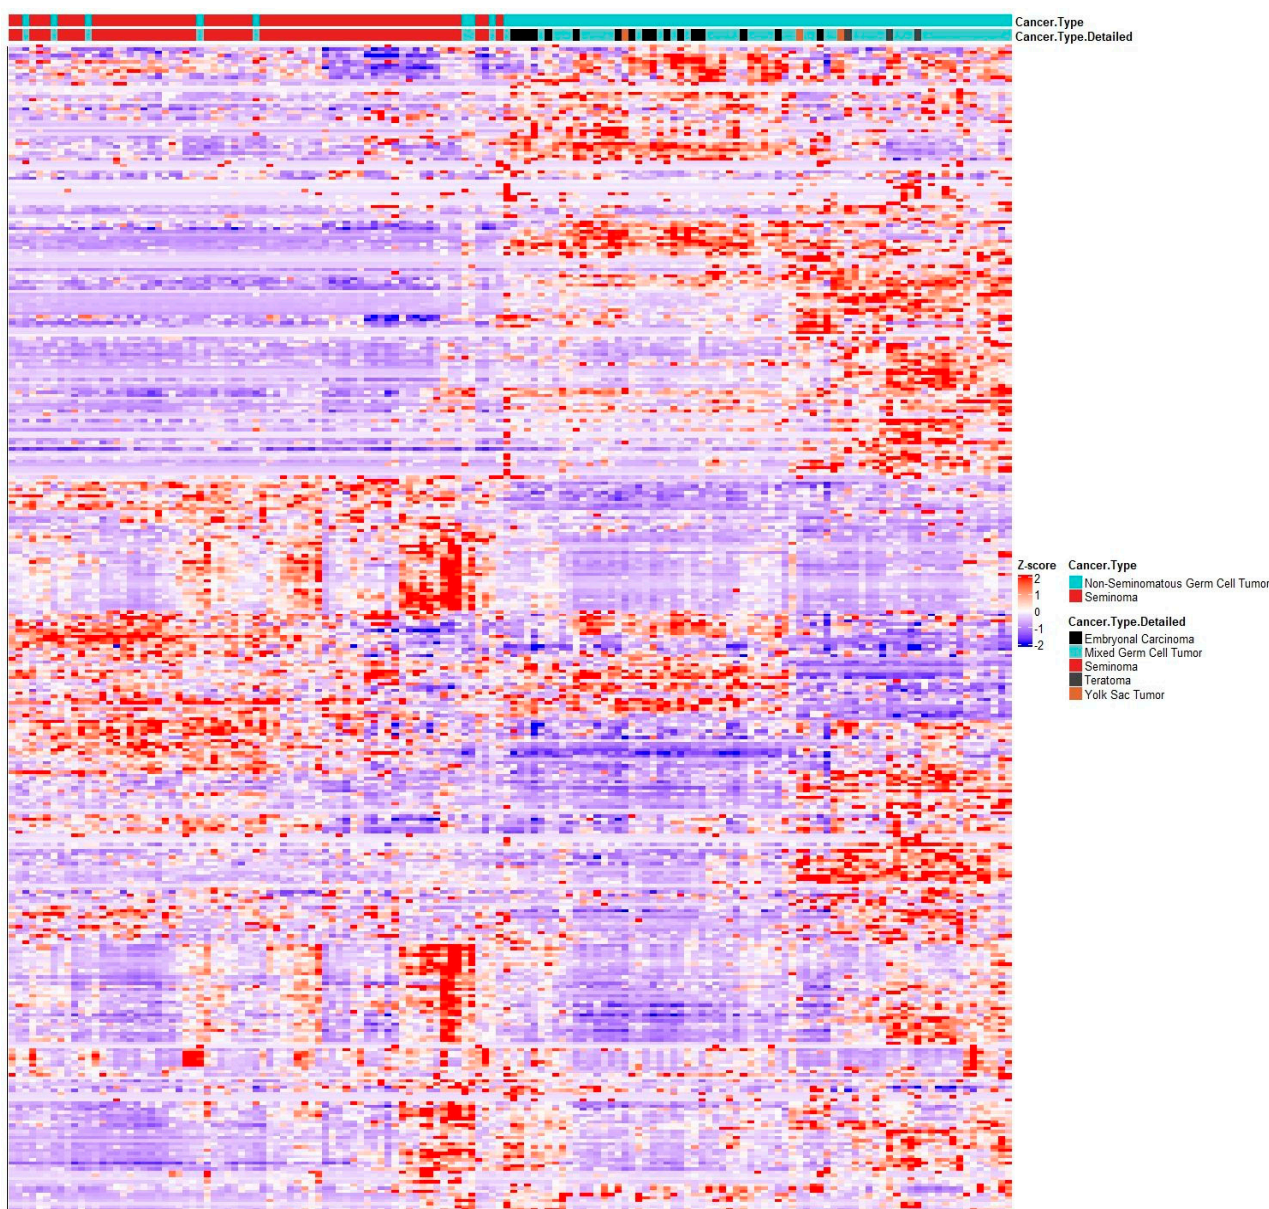 Cancer.Type
Cancer.Type.Detailed
Z-score
2
1
0
-1
-2
Cancer.Type
Non-Seminomatous Germ Cell Tumor
Seminoma
Cancer.Type.Detailed
Embryonal Carcinoma
Mixed Germ Cell Tumor
Seminoma
Teratoma
Yolk Sac Tumor